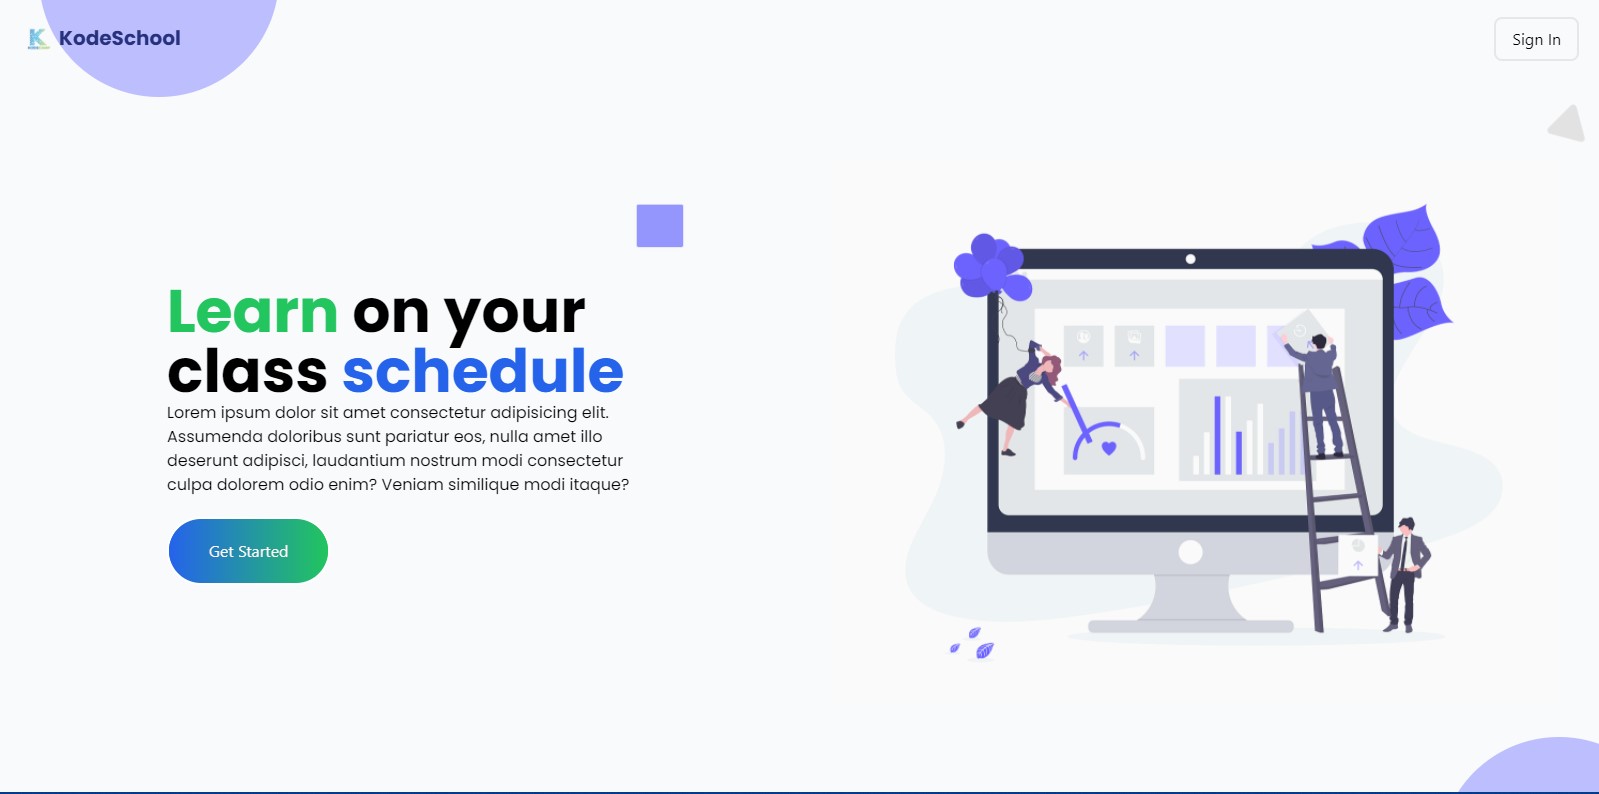 KodeSchool
Sign In
Learn on your
class schedule
Lorem ipsum dolor sit amet consectetur adipisicing elit.
Assumenda doloribus sunt pariatur eos, nulla amet illo
deserunt adipisci, laudantium nostrum modi consectetur
culpa dolorem odio enim? Veniam similique modi itaque?
Get Started